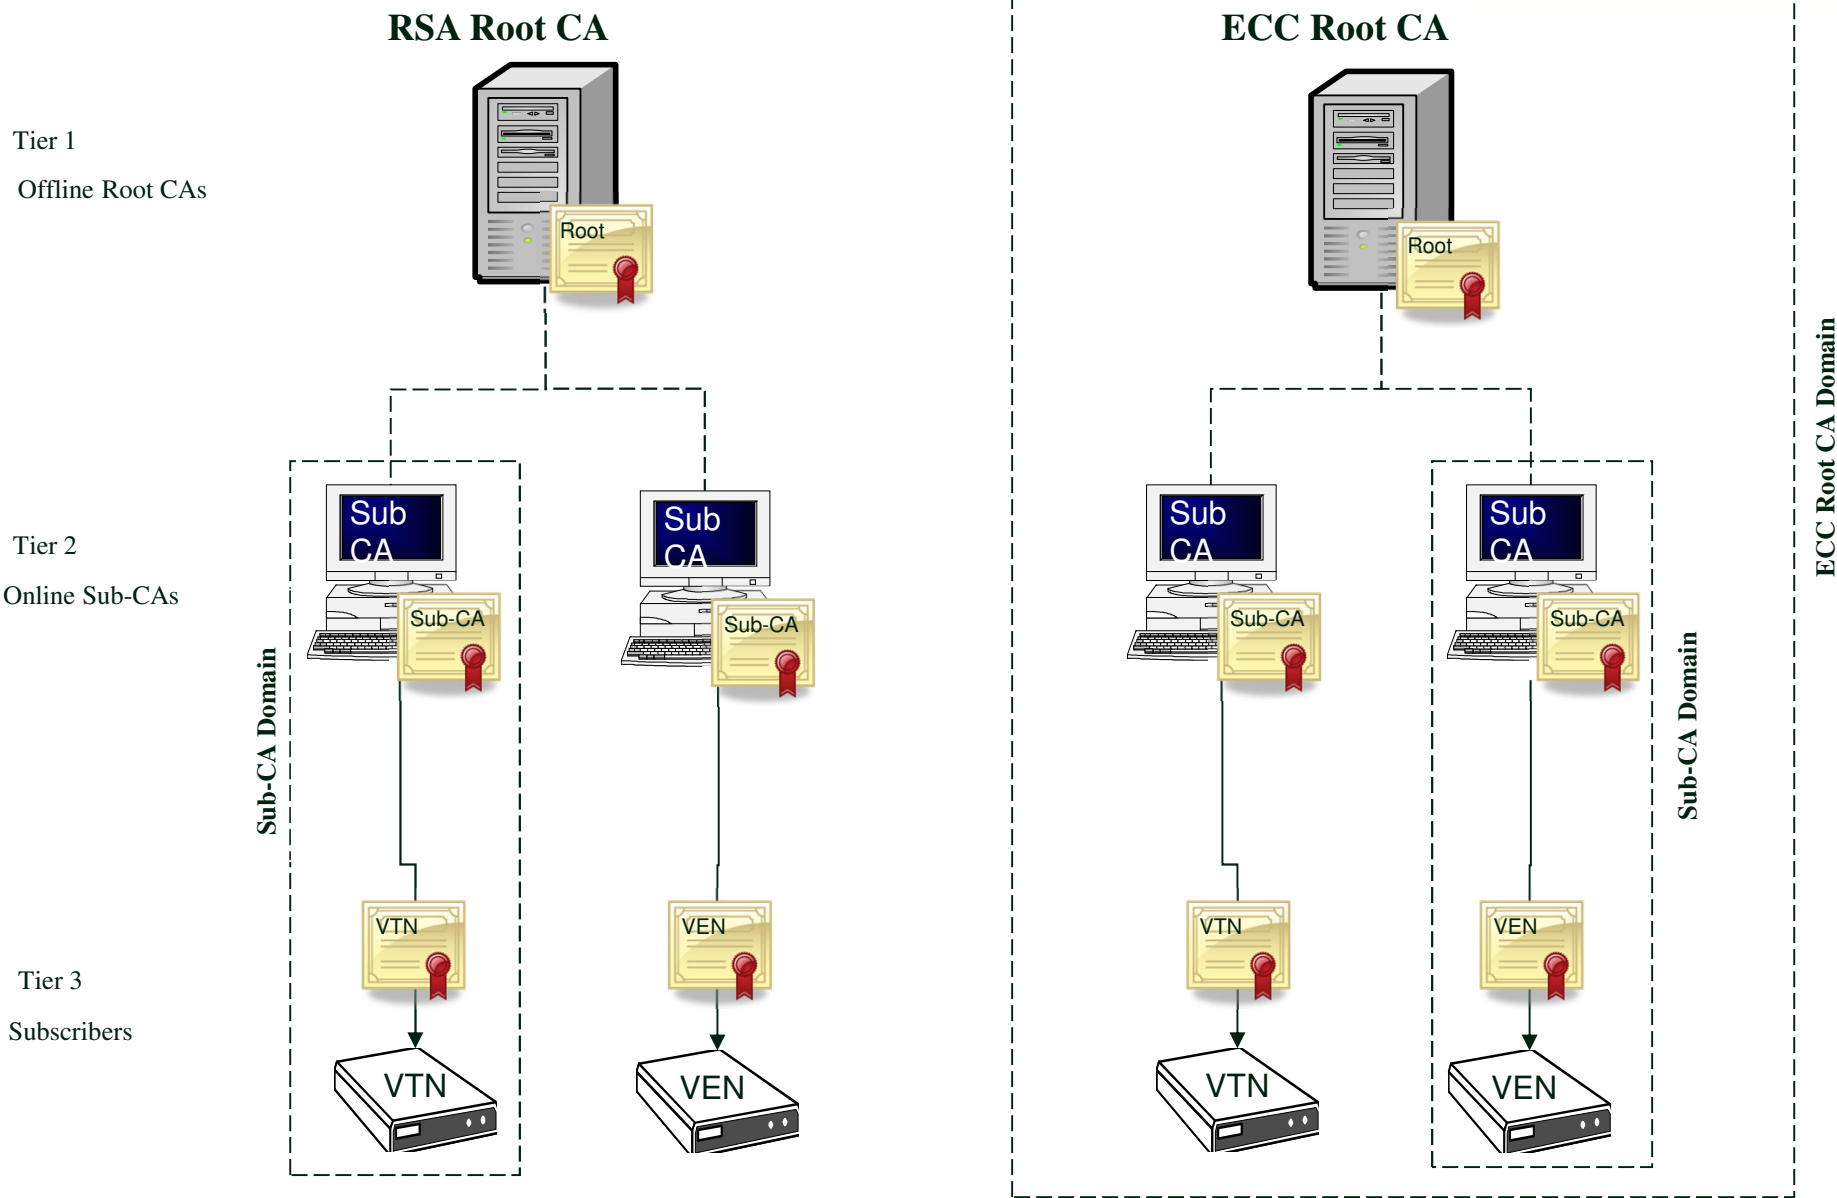 RSA Root CA
ECC Root CA
Tier 1
Offline Root CAs
Root
Root
ECC Root CA Domain
Tier 2
Online Sub-CAs
Sub
CA
Sub
CA
Sub
CA
Sub
CA
Sub-CA
Sub-CA
Sub-CA
Sub-CA
Sub-CA Domain
Sub-CA Domain
VTN
VEN
VTN
VEN
Tier 3
Subscribers
VTN
VEN
VTN
VEN